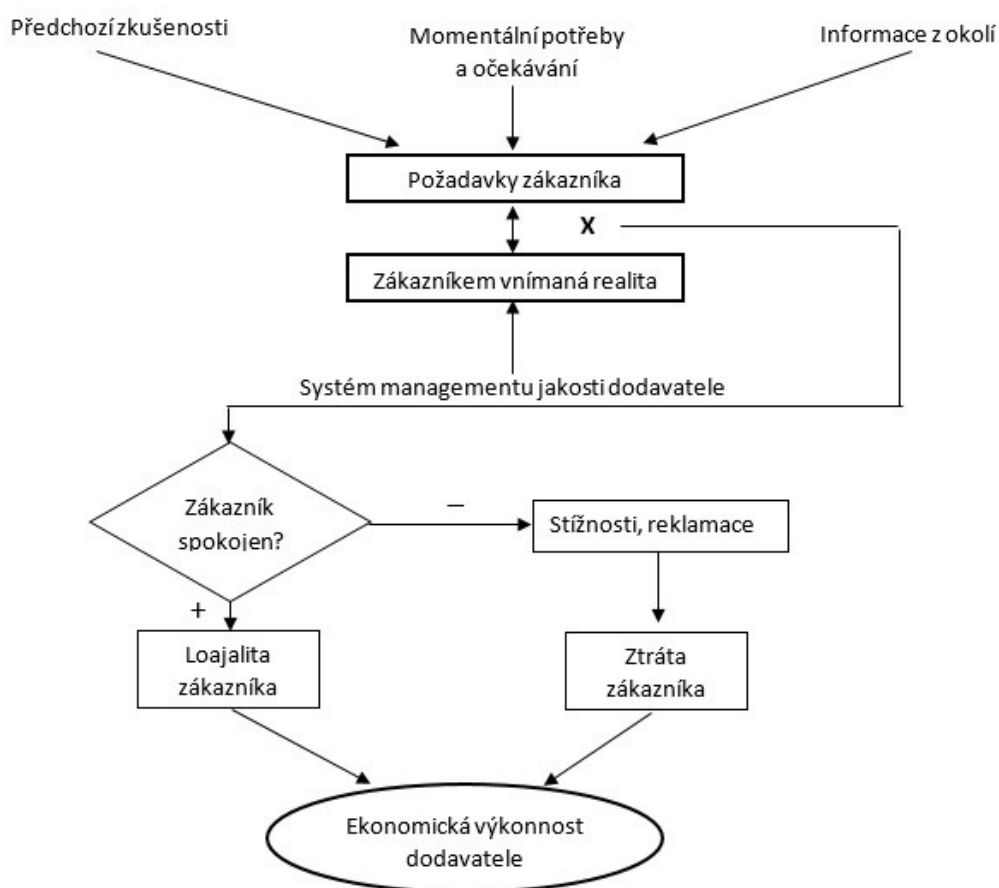 Předchozí zkušenosti
Momentální potřeby
a očekávání
Informace z okolí
Požadavky zákazníka
X
Zákazníkem vnímaná realita
Systém managementu jakosti dodavatele
Zákazník
spokojen?
–
Stížnosti, reklamace
+
Loajalita
zákazníka
Ztráta
zákazníka
Ekonomická výkonnost
dodavatele